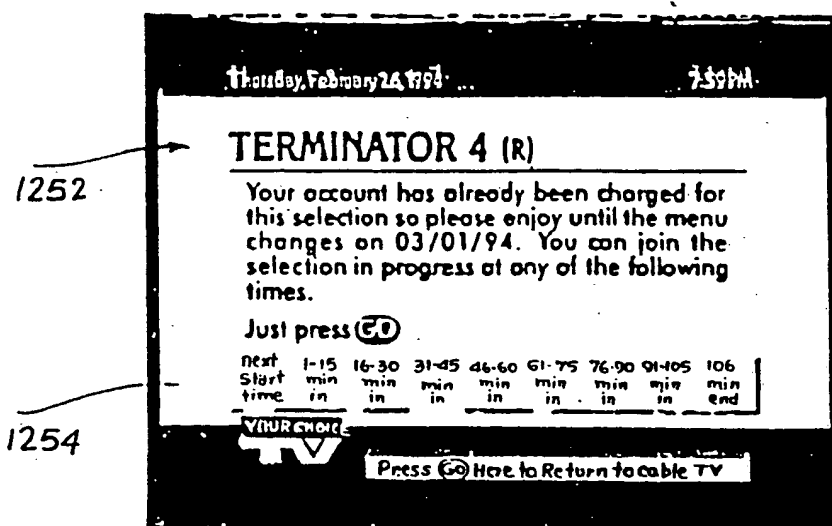 Thursday, February 26, 1994 7:59PM
TERMINATOR 4 (R)
1252
Your account has already been charged for
this selection so please enjoy until the menu
changes on 03/01/94. You can join the
selection in progress at any of the following
times.
Just press GO
next start time 1-15 min in 16-30 min in 31-45 min in 46-60 min in 61-75 min in 76-90 min in 91-105 min in 106 min end
1254
YOUR CHOICE
TV
Press GO Here to Return to cable TV